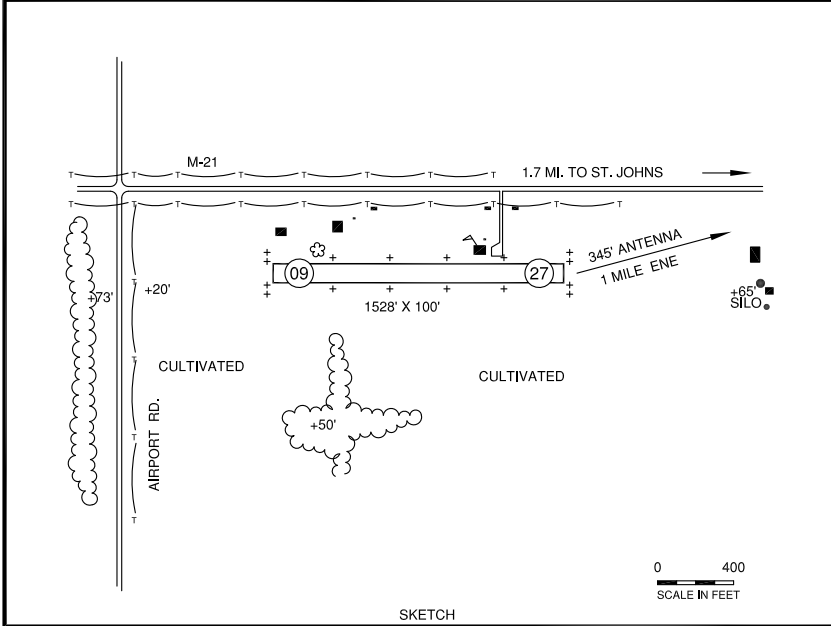 M-21
1.7 MI. TO ST. JOHNS
345' ANTENNA
1 MILE ENE
09
27
+73'
+20'
+65'
SILO
1528' X 100'
CULTIVATED
CULTIVATED
+50'
AIRPORT RD.
0 400
SCALE IN FEET
SKETCH